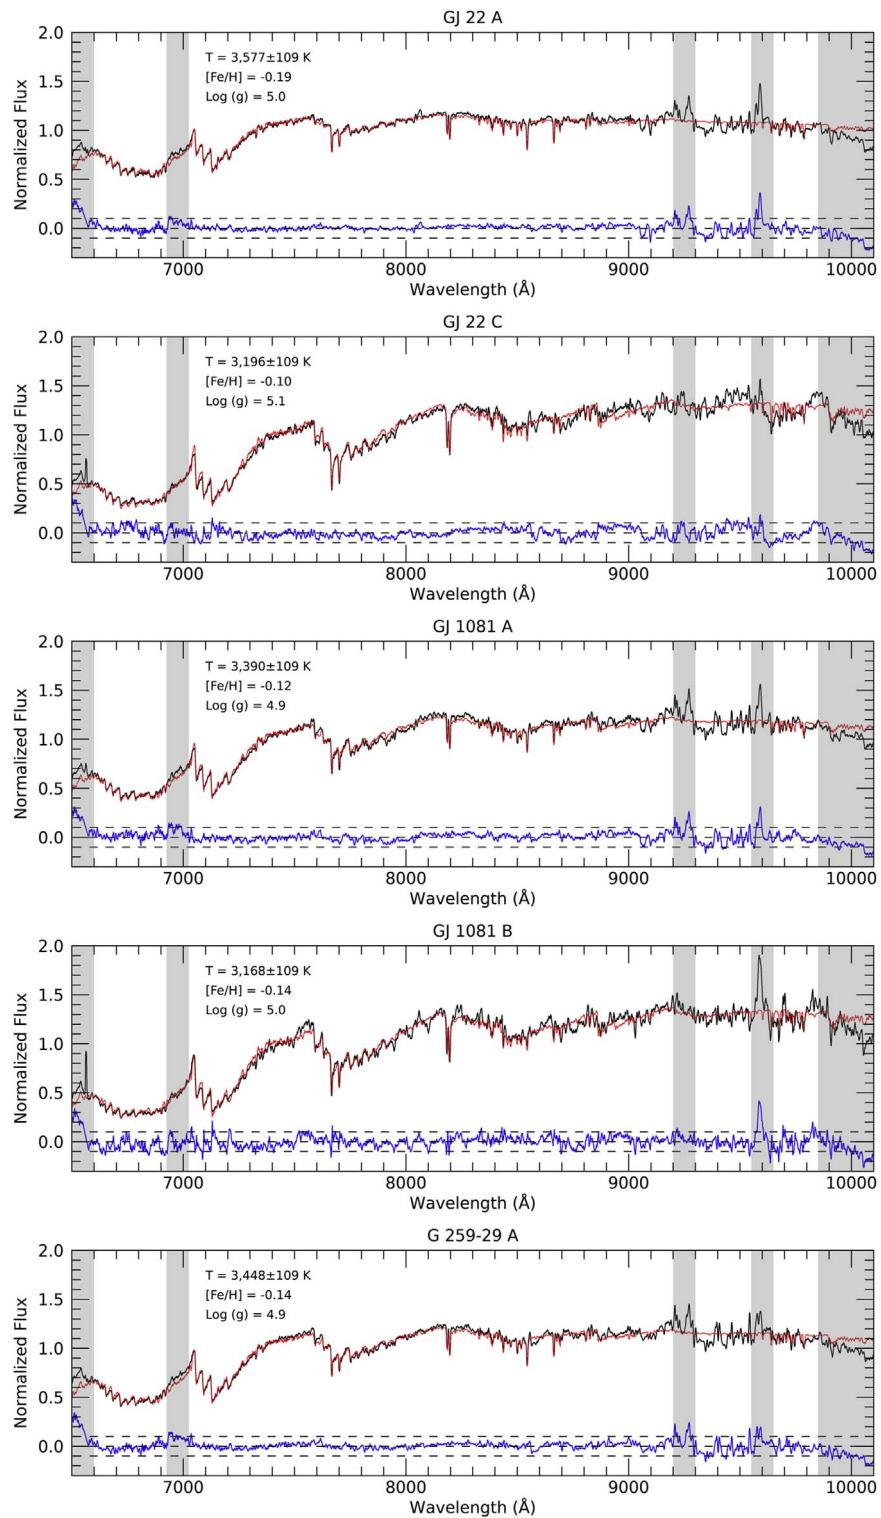 GJ 22 A
2.0
T = 3,577±109 K
[Fe/H] = -0.19
Log (g) = 5.0
1.5
1.0
0.5
0.0
Normalized Flux
7000 8000 9000 10000
Wavelength (Å)
GJ 22 C
2.0
T = 3,196±109 K
[Fe/H] = -0.10
Log (g) = 5.1
1.5
1.0
0.5
0.0
Normalized Flux
7000 8000 9000 10000
Wavelength (Å)
GJ 1081 A
2.0
T = 3,390±109 K
[Fe/H] = -0.12
Log (g) = 4.9
1.5
1.0
0.5
0.0
Normalized Flux
7000 8000 9000 10000
Wavelength (Å)
GJ 1081 B
2.0
T = 3,168±109 K
[Fe/H] = -0.14
Log (g) = 5.0
1.5
1.0
0.5
0.0
Normalized Flux
7000 8000 9000 10000
Wavelength (Å)
G 259-29 A
2.0
T = 3,448±109 K
[Fe/H] = -0.14
Log (g) = 4.9
1.5
1.0
0.5
0.0
Normalized Flux
7000 8000 9000 10000
Wavelength (Å)